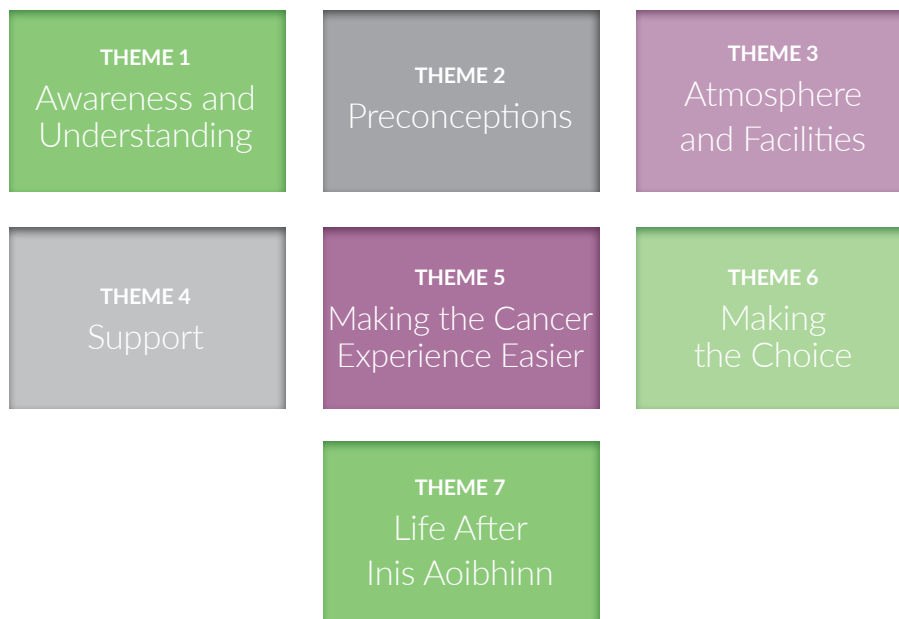 THEME 1
Awareness and
Understanding
THEME 2
Preconceptions
THEME 3
Atmosphere
and Facilities
THEME 4
Support
THEME 5
Making the Cancer
Experience Easier
THEME 6
Making
the Choice
THEME 7
Life After
Inis Aoibhinn